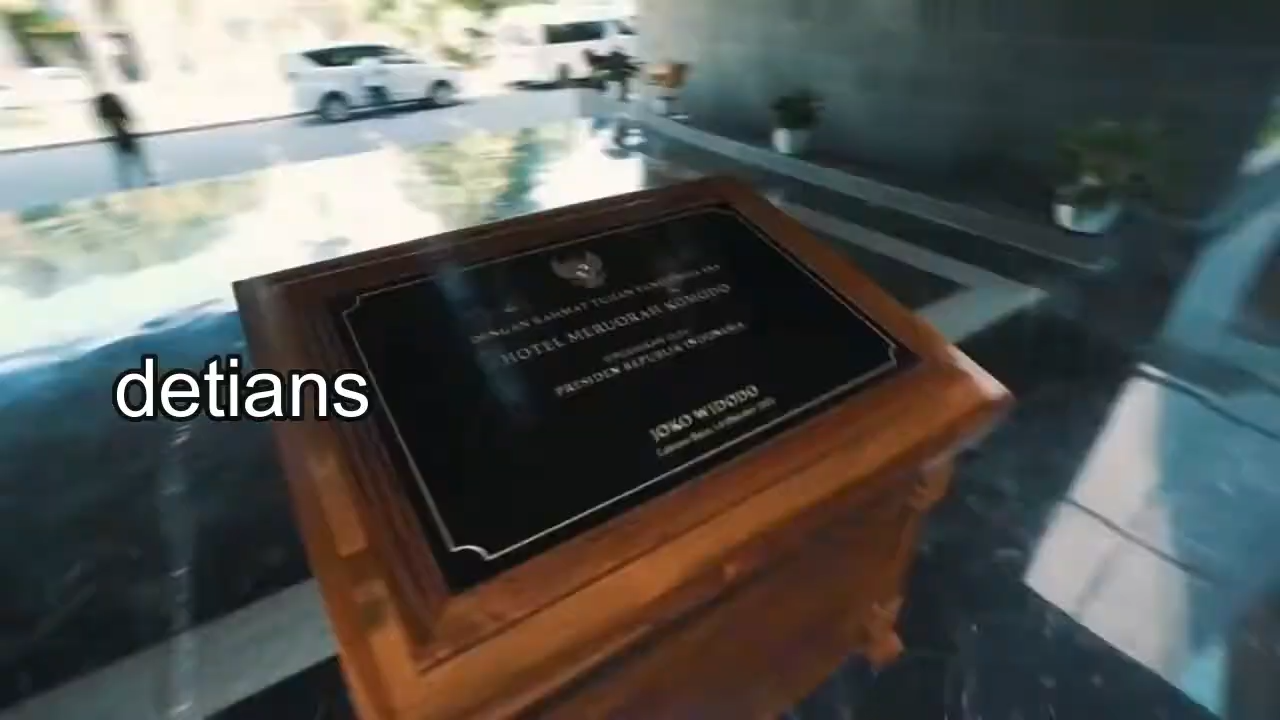 DENGAN RAHMAT TUHAN YANG MAHA ESA
HOTEL MERUORAH KOMODO
PRESIDEN REPUBLIK INDONESIA
JOKO WIDODO
detians